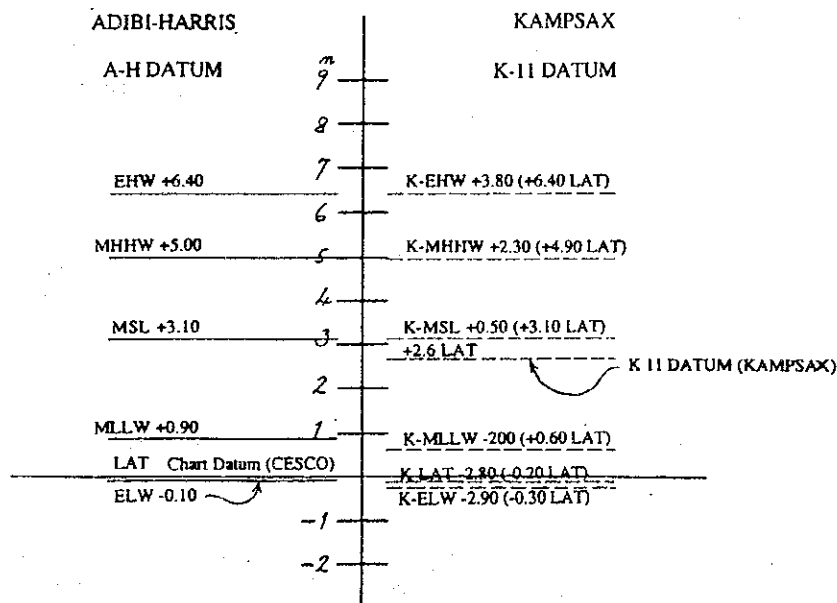 ADIBI-HARRIS
A-H DATUM
KAMPSAX
K-11 DATUM
m
9
8
7
6
5
4
3
2
1
-1
-2
EHW +6.40
MHHW +5.00
MSL +3.10
MLLW +0.90
LAT Chart Datum (CESCO)
ELW -0.10
K-EHW +3.80 (+6.40 LAT)
K-MHHW +2.30 (+4.90 LAT)
K-MSL +0.50 (+3.10 LAT)
+2.6 LAT
K 11 DATUM (KAMPSAX)
K-MLLW -200 (+0.60 LAT)
K LAT -2.80 (-0.20 LAT)
K-ELW -2.90 (-0.30 LAT)